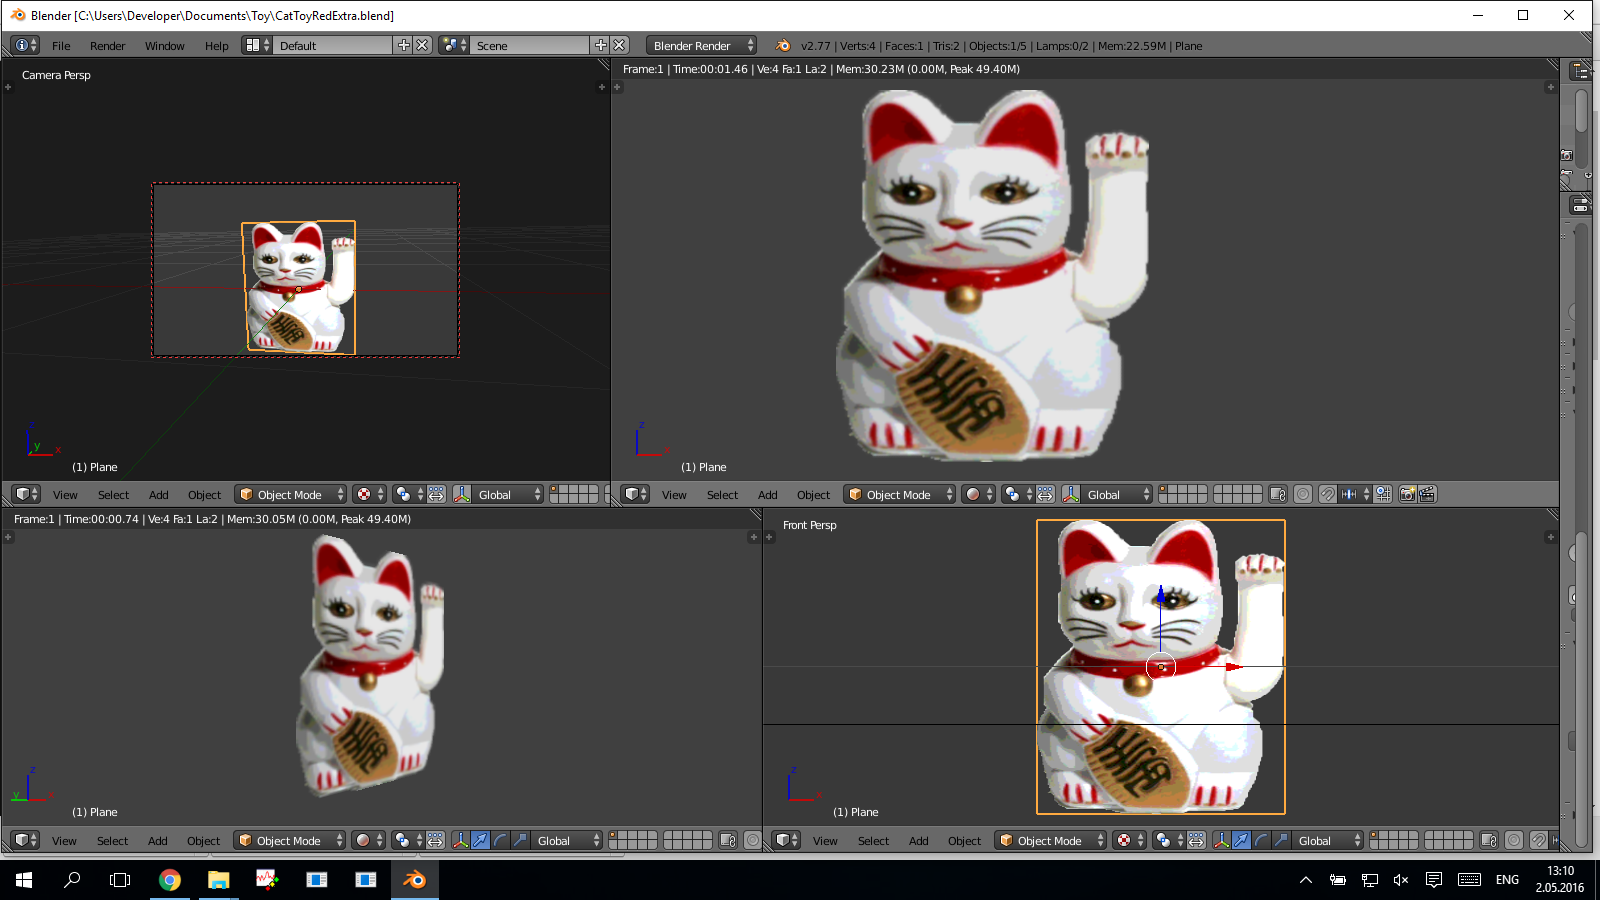 Blender [C:\Users\Developer\Documents\Toy\CatToyRedExtra.blend]
File Render Window Help Default Scene Blender Render v2.77 | Verts:4 | Faces:1 | Tris:2 | Objects:1/5 | Lamps:0/2 | Mem:22.59M | Plane
Camera Persp
z
y
x
(1) Plane
View Select Add Object Object Mode Global
Frame:1 | Time:00:01.46 | Ve:4 Fa:1 La:2 | Mem:30.23M (0.00M, Peak 49.40M)
z
(1) Plane
View Select Add Object Object Mode Global
Frame:1 | Time:00:00.74 | Ve:4 Fa:1 La:2 | Mem:30.05M (0.00M, Peak 49.40M)
z
y
(1) Plane
View Select Add Object Object Mode Global
Front Persp
z
(1) Plane
View Select Add Object Object Mode Global
ENG
13:10
2.05.2016